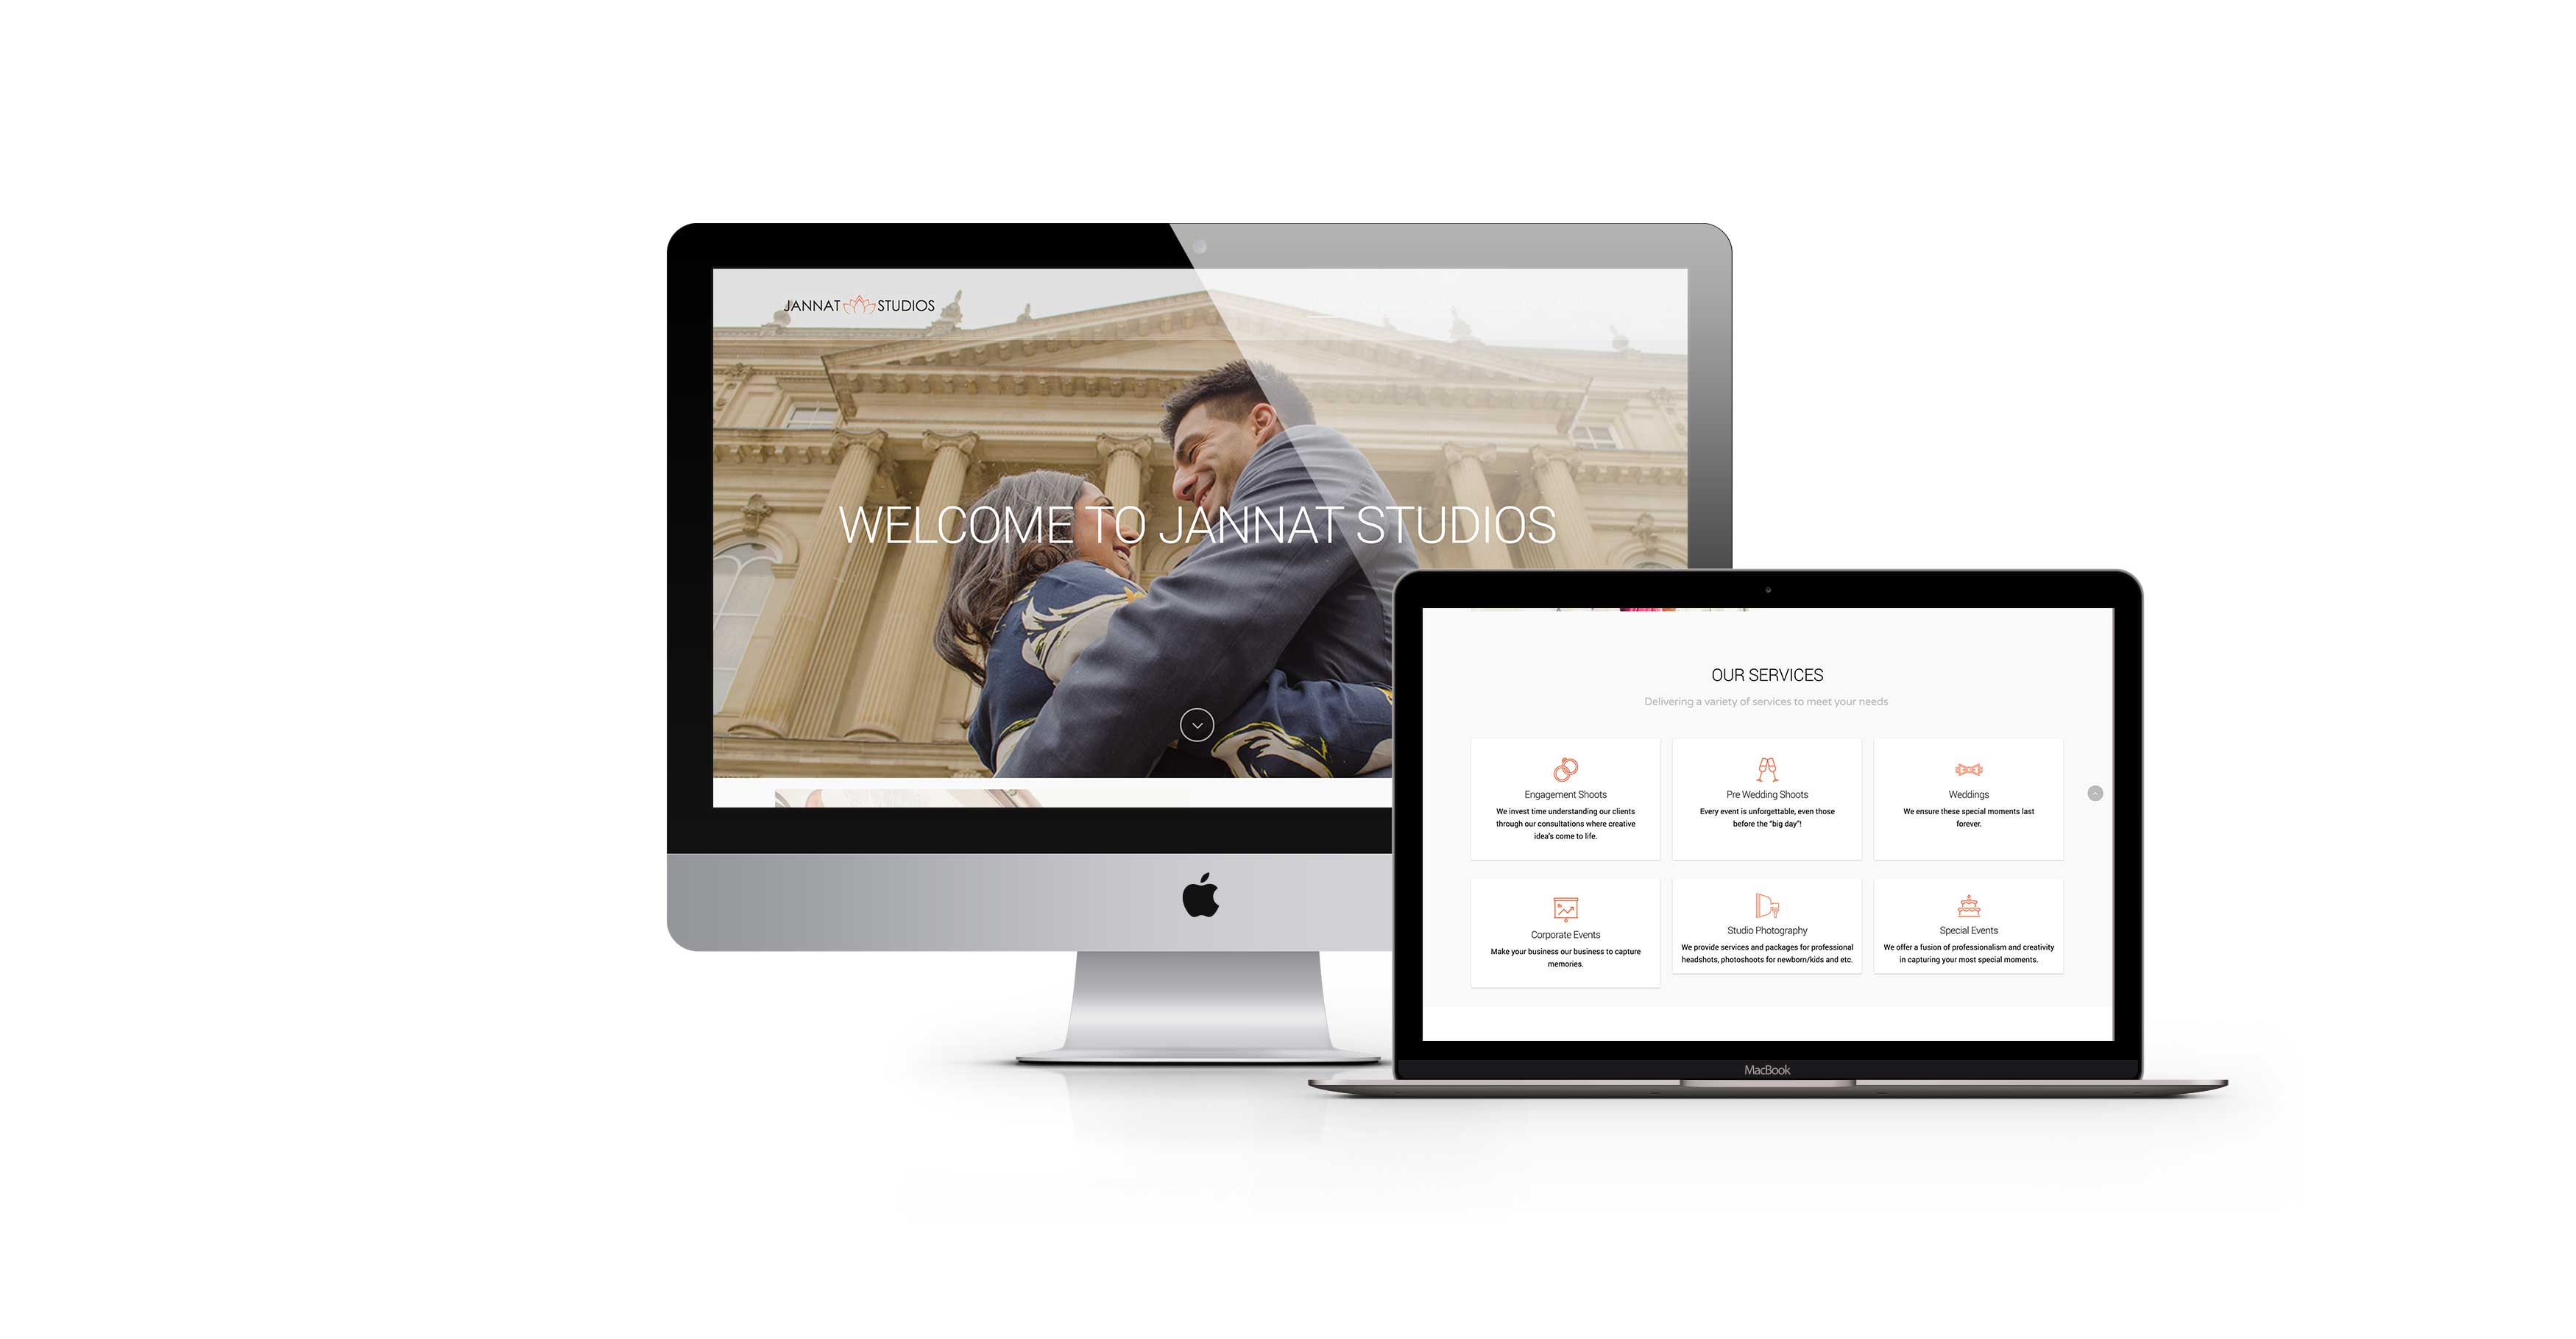 JANNAT STUDIOS
WELCOME TO JANNAT STUDIOS
OUR SERVICES
Delivering a variety of services to meet your needs
Engagement Shoots
We invest time understanding our clients
through our consultations where creative
idea's come to life.
Pre Wedding Shoots
Every event is unforgettable, even those
before the "big day"!
Weddings
We ensure these special moments last
forever.
Corporate Events
Make your business our business to capture
memories.
Studio Photography
We provide services and packages for professional
headshots, photoshoots for newborn/kids and etc.
Special Events
We offer a fusion of professionalism and creativity
in capturing your most special moments.
MacBook